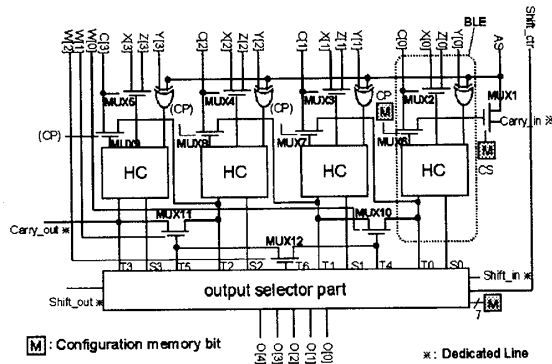 BLE
Shift_ctr
W[2] W[1] W[0] C[3] X[3] Z[3] Y[3] C[2] X[2] Z[2] Y[2] C[1] X[1] Z[1] Y[1] C[0] X[0] Z[0] Y[0] AS
MUX5 MUX4 MUX3 CP MUX2 MUX1
(CP) (CP) (CP) M
Carry_in ※
MUX9 MUX8 MUX7 MUX6
M
CS
HC HC HC HC
MUX11 MUX10
Carry_out ※
MUX12
T3 S3 T5 T2 S2 T6 T1 S1 T4 T0 S0
Shift_in ※
Shift_out ※
output selector part
7 M
O[4] O[3] O[2] O[1] O[0]
M : Configuration memory bit
※: Dedicated Line